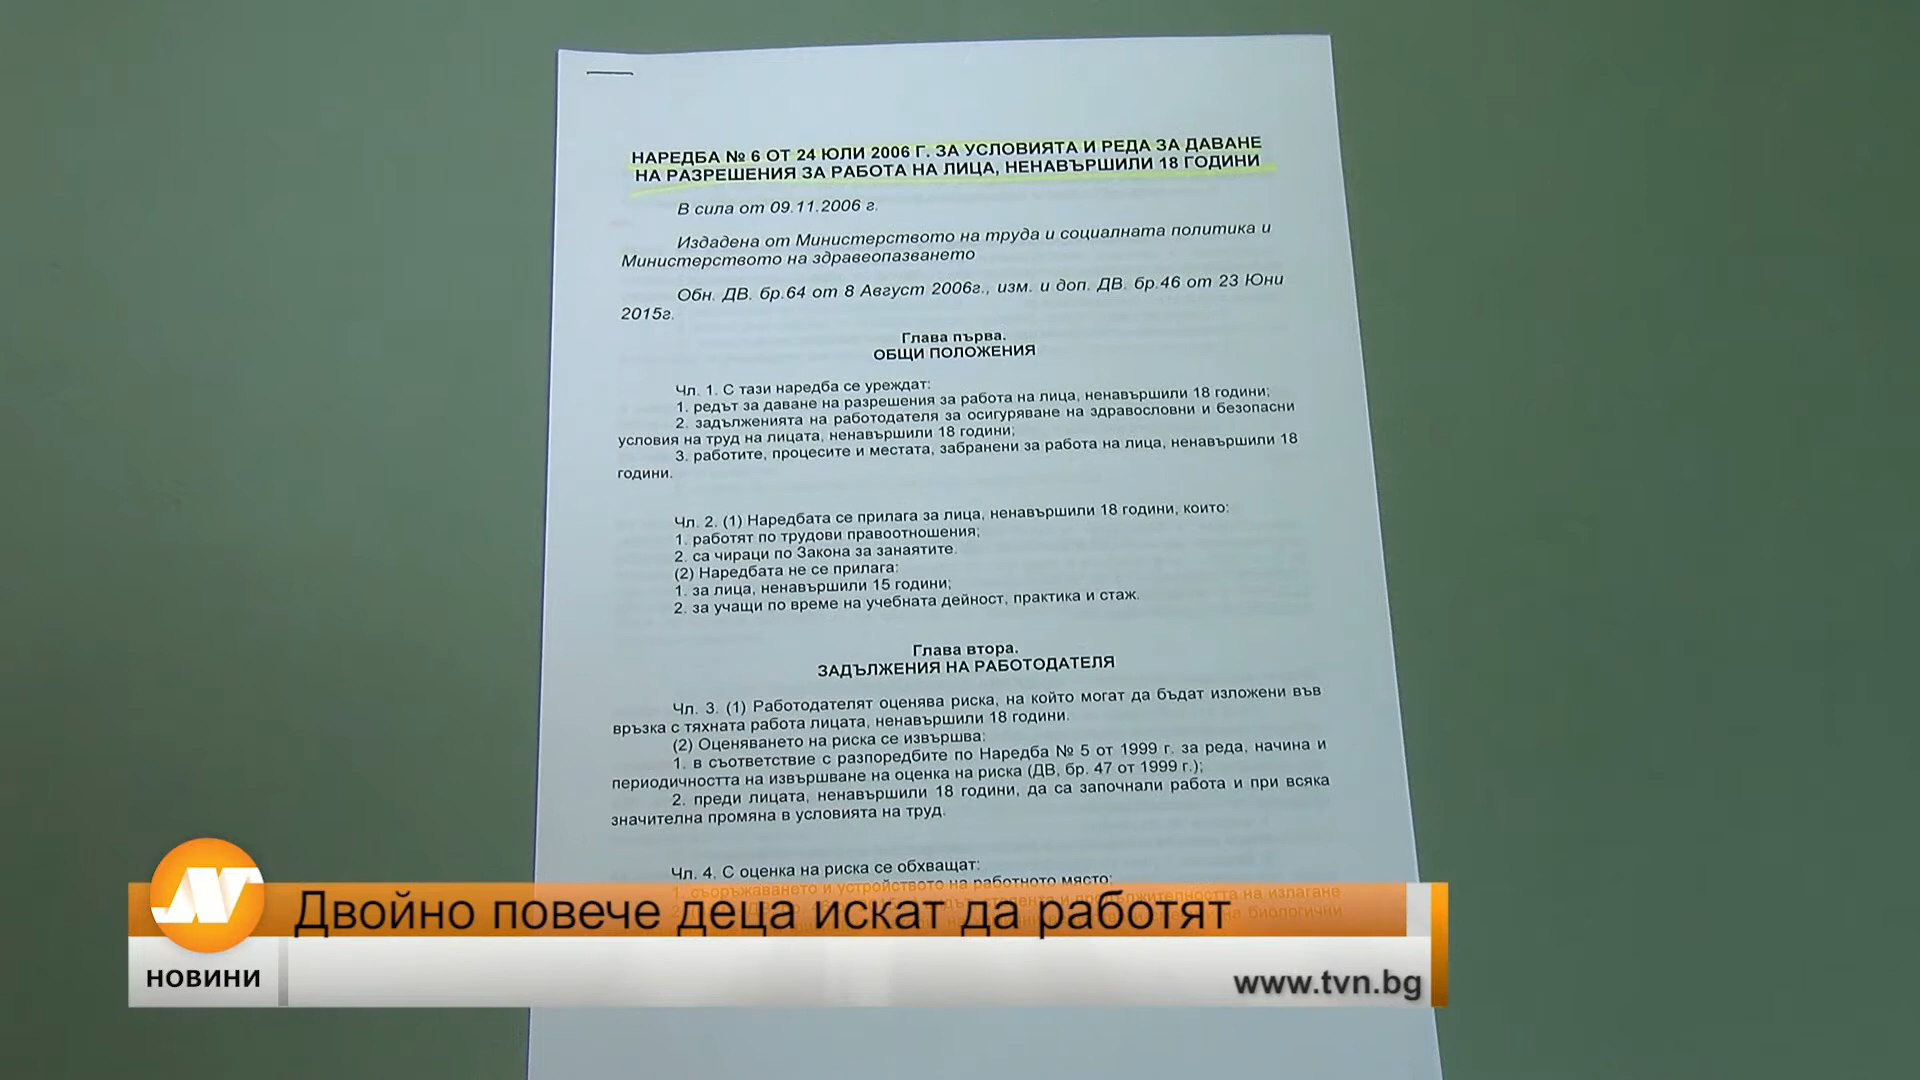 НАРЕДБА № 6 ОТ 24 ЮЛИ 2006 Г. ЗА УСЛОВИЯТА И РЕДА ЗА ДАВАНЕ
НА РАЗРЕШЕНИЯ ЗА РАБОТА НА ЛИЦА, НЕНАВЪРШИЛИ 18 ГОДИНИ
В сила от 09.11.2006 г.
Издадена от Министерството на труда и социалната политика и
Министерството на здравеопазването
Обн. ДВ. бр.64 от 8 Август 2006г., изм. и доп. ДВ. бр.46 от 23 Юни
2015г.
Глава първа.
ОБЩИ ПОЛОЖЕНИЯ
Чл. 1. С тази наредба се уреждат:
1. редът за даване на разрешения за работа на лица, ненавършили 18 години;
2. задълженията на работодателя за осигуряване на здравословни и безопасни
условия на труд на лицата, ненавършили 18 години;
3. работите, процесите и местата, забранени за работа на лица, ненавършили 18
години.
Чл. 2. (1) Наредбата се прилага за лица, ненавършили 18 години, които:
1. работят по трудови правоотношения;
2. са чираци по Закона за занаятите.
(2) Наредбата не се прилага:
1. за лица, ненавършили 15 години;
2. за учащи по време на учебната дейност, практика и стаж.
Глава втора.
ЗАДЪЛЖЕНИЯ НА РАБОТОДАТЕЛЯ
Чл. 3. (1) Работодателят оценява риска, на който могат да бъдат изложени във
връзка с тяхната работа лицата, ненавършили 18 години.
(2) Оценяването на риска се извършва:
1. в съответствие с разпоредбите по Наредба № 5 от 1999 г. за реда, начина и
периодичността на извършване на оценка на риска (ДВ, бр. 47 от 1999 г.);
2. преди лицата, ненавършили 18 години, да са започнали работа и при всяка
значителна промяна в условията на труд.
Чл. 4. С оценка на риска се обхващат:
1. съоръжаването и устройството на работното място;
Двойно повече деца искат да работят
НОВИНИ
www.tvn.bg